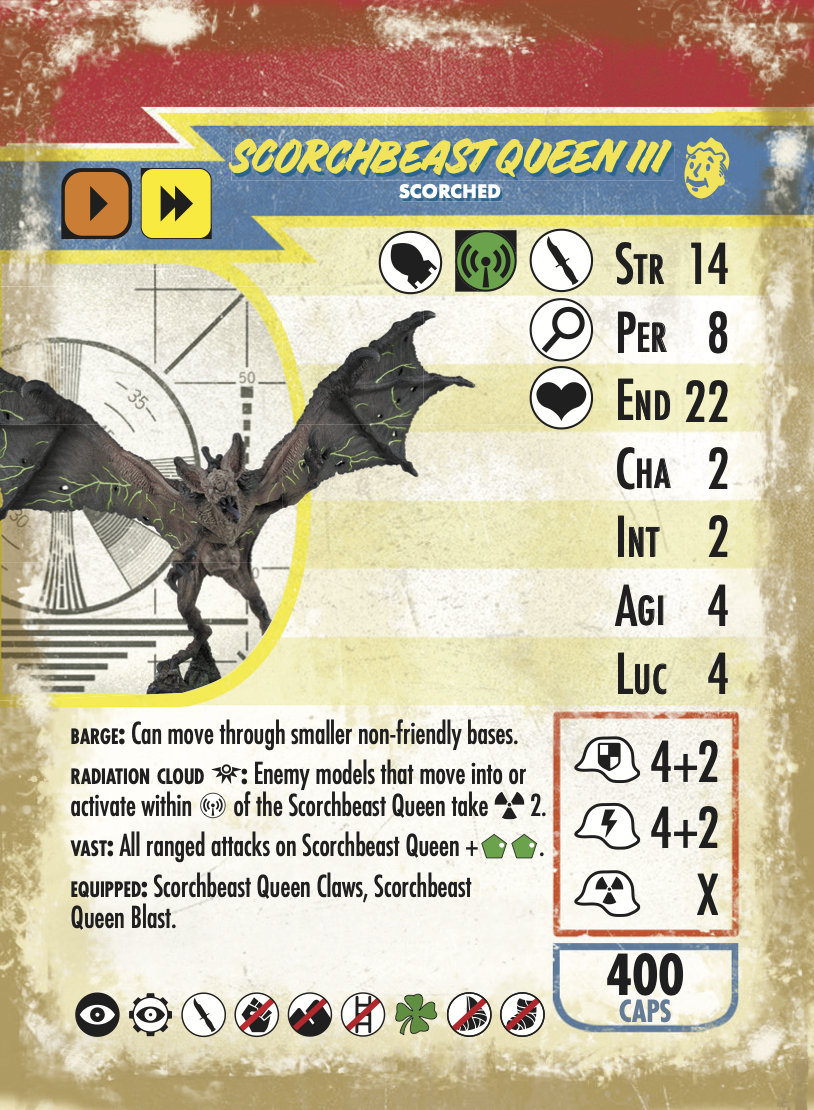 SCORCHBEAST QUEEN III
SCORCHED
STR 14
PER 8
END 22
CHA 2
INT 2
AGI 4
LUC 4
35
50
30
0
BARGE: Can move through smaller non-friendly bases.
RADIATION CLOUD : Enemy models that move into or
activate within of the Scorchbeast Queen take 2.
VAST: All ranged attacks on Scorchbeast Queen + .
EQUIPPED: Scorchbeast Queen Claws, Scorchbeast
Queen Blast.
4+2
4+2
X
400
CAPS